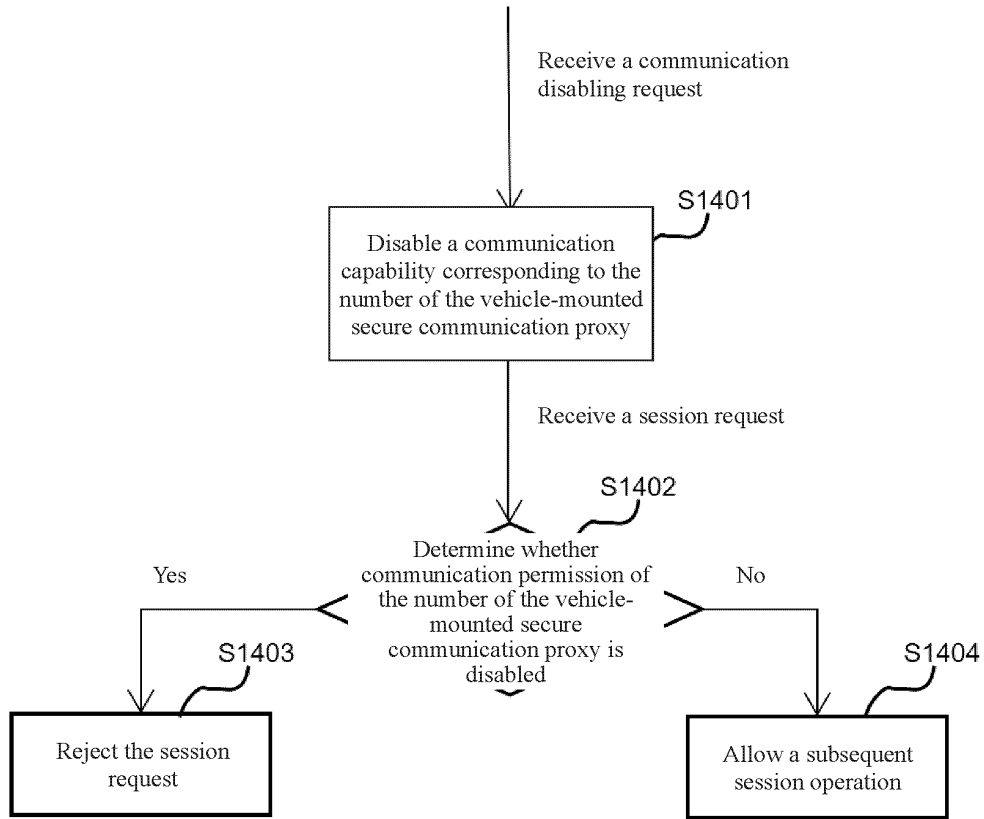 Receive a communication
disabling request
S1401
Disable a communication
capability corresponding to the
number of the vehicle-mounted
secure communication proxy
Receive a session request
S1402
Determine whether
communication permission of
the number of the vehicle-
mounted secure
communication proxy is
disabled
Yes
No
S1403
Reject the session
request
S1404
Allow a subsequent
session operation